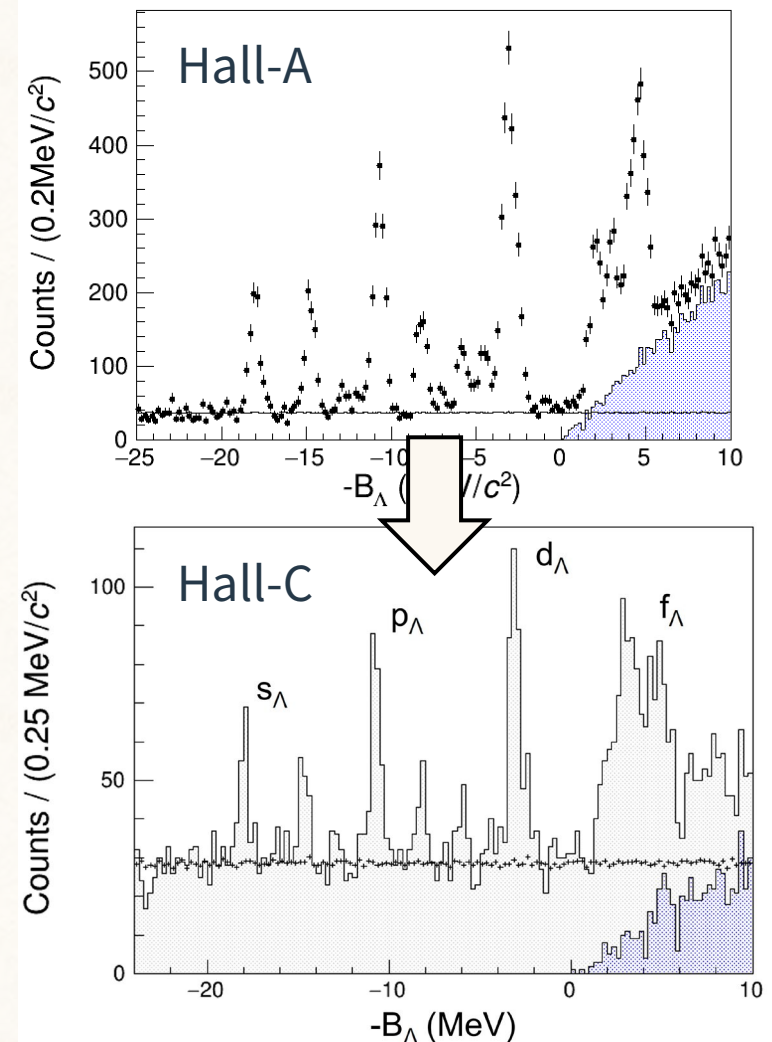 Hall-A
Counts / (0.2MeV/c²)
500
400
300
200
100
0
−25 −20 −15 −10 −5 0 5 10
-B_Λ ( V/c²)
Hall-C
Counts / (0.25 MeV/c²)
100
50
0
s_Λ
p_Λ
d_Λ
f_Λ
−20 −10 0 10
-B_Λ (MeV)